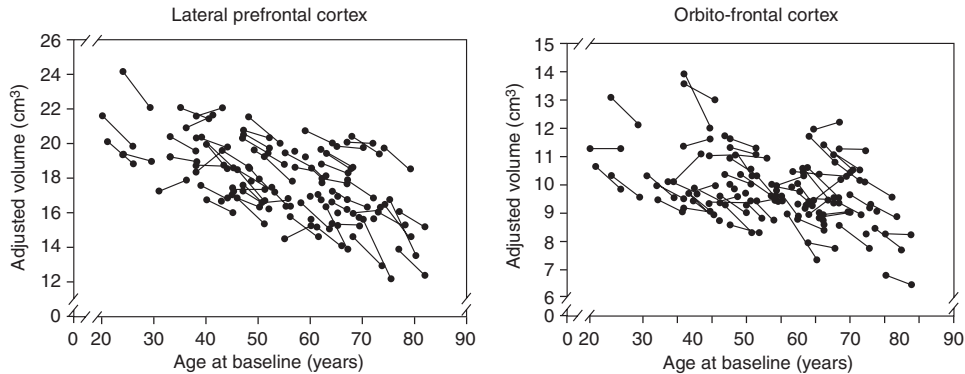 Lateral prefrontal cortex
Adjusted volume (cm³)
26
24
22
20
18
16
14
12
0
0 20 30 40 50 60 70 80 90
Age at baseline (years)
Orbito-frontal cortex
Adjusted volume (cm³)
15
14
13
12
11
10
9
8
7
6
0
0 20 30 40 50 60 70 80 90
Age at baseline (years)